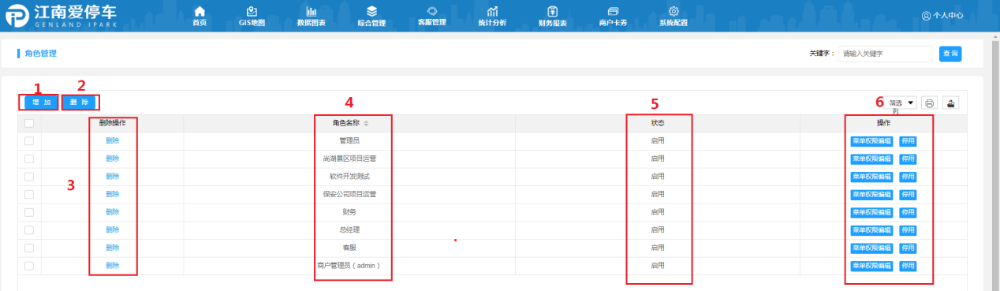 江南爱停车
GENLAND IPARK
首页 GIS地图 数据图表 综合管理 客服管理 统计分析 财务报表 商户卡券 系统配置 个人中心
角色管理 关键字： 请输入关键字 查询
1 2 4 5 6
增 加 删 除 筛选列
删除操作 角色名称 状态 操作
删除 管理员 启用 菜单权限编辑 停用
删除 尚湖景区项目运营 启用 菜单权限编辑 停用
删除 软件开发测试 启用 菜单权限编辑 停用
3
删除 保安公司项目运营 启用 菜单权限编辑 停用
删除 财务 启用 菜单权限编辑 停用
删除 总经理 启用 菜单权限编辑 停用
删除 客服 启用 菜单权限编辑 停用
删除 商户管理员（admin） 启用 菜单权限编辑 停用